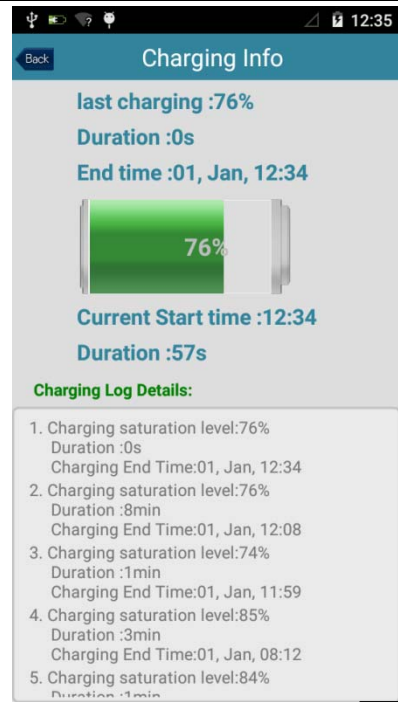 12:35
Back
Charging Info
last charging :76%
Duration :0s
End time :01, Jan, 12:34
76%
Current Start time :12:34
Duration :57s
Charging Log Details:
1. Charging saturation level:76%
Duration :0s
Charging End Time:01, Jan, 12:34
2. Charging saturation level:76%
Duration :8min
Charging End Time:01, Jan, 12:08
3. Charging saturation level:74%
Duration :1min
Charging End Time:01, Jan, 11:59
4. Charging saturation level:85%
Duration :3min
Charging End Time:01, Jan, 08:12
5. Charging saturation level:84%
Duration :1min